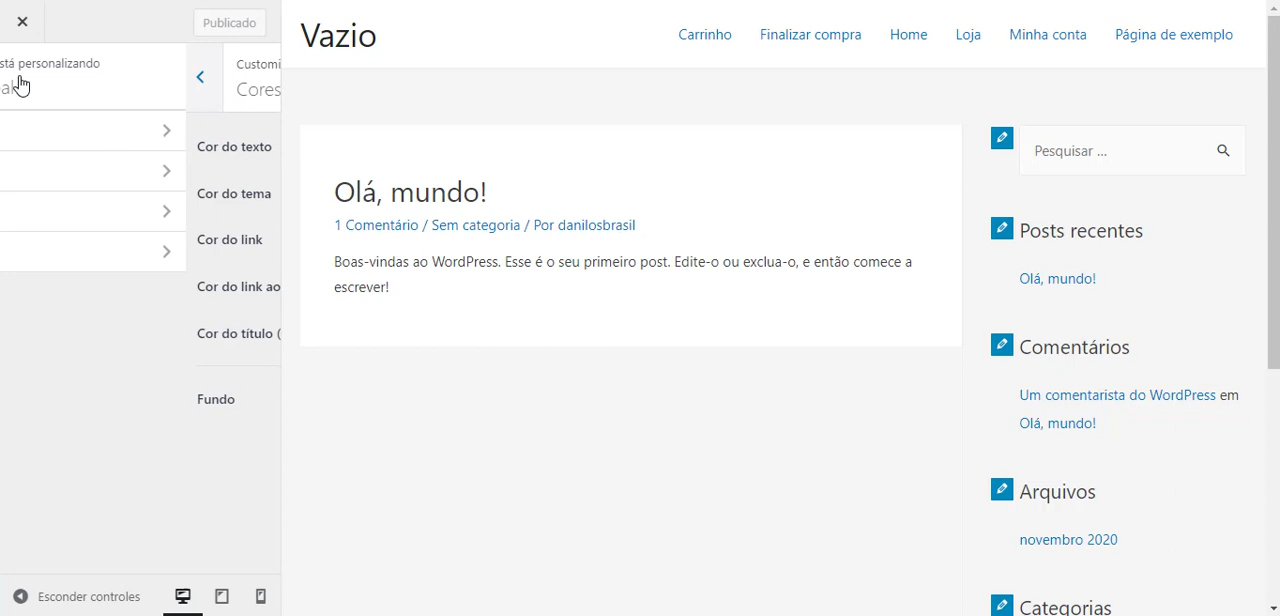 Publicado
stá personalizando
Customi
Cores
Cor do texto
Cor do tema
Cor do link
Cor do link ao
Cor do título (
Fundo
Esconder controles
Vazio
Carrinho
Finalizar compra
Home
Loja
Minha conta
Página de exemplo
Olá, mundo!
1 Comentário / Sem categoria / Por danilosbrasil
Boas-vindas ao WordPress. Esse é o seu primeiro post. Edite-o ou exclua-o, e então comece a
escrever!
Pesquisar ...
Posts recentes
Olá, mundo!
Comentários
Um comentarista do WordPress em
Olá, mundo!
Arquivos
novembro 2020
Categorias